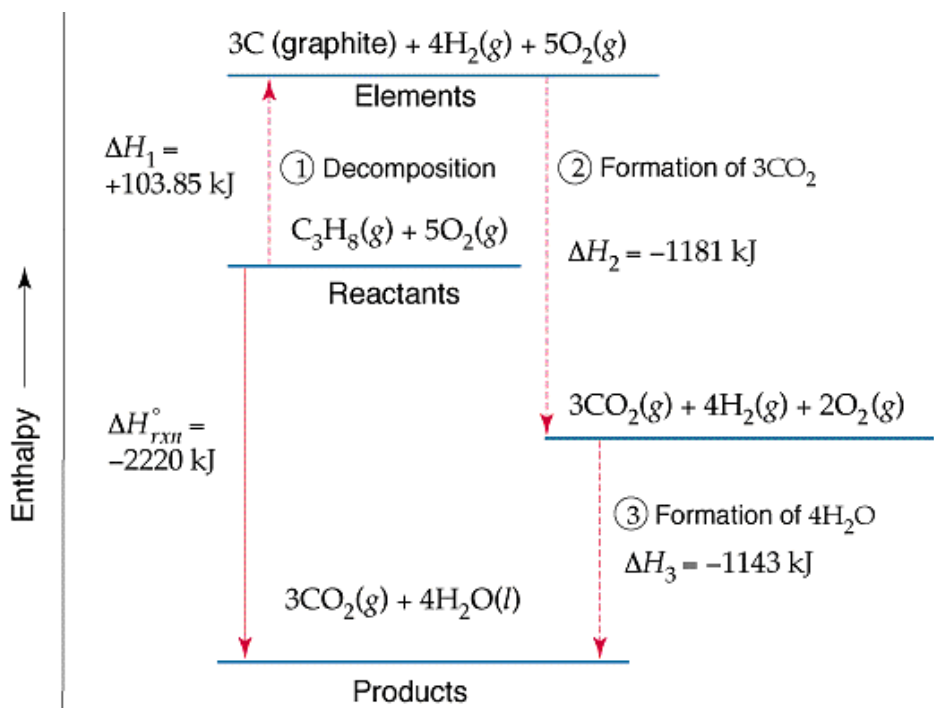 3C (graphite) + 4H₂(g) + 5O₂(g)
Elements
ΔH₁ =
+103.85 kJ
① Decomposition
② Formation of 3CO₂
C₃H₈(g) + 5O₂(g)
ΔH₂ = −1181 kJ
Reactants
Enthalpy
3CO₂(g) + 4H₂(g) + 2O₂(g)
ΔH°rxn =
−2220 kJ
③ Formation of 4H₂O
ΔH₃ = −1143 kJ
3CO₂(g) + 4H₂O(l)
Products